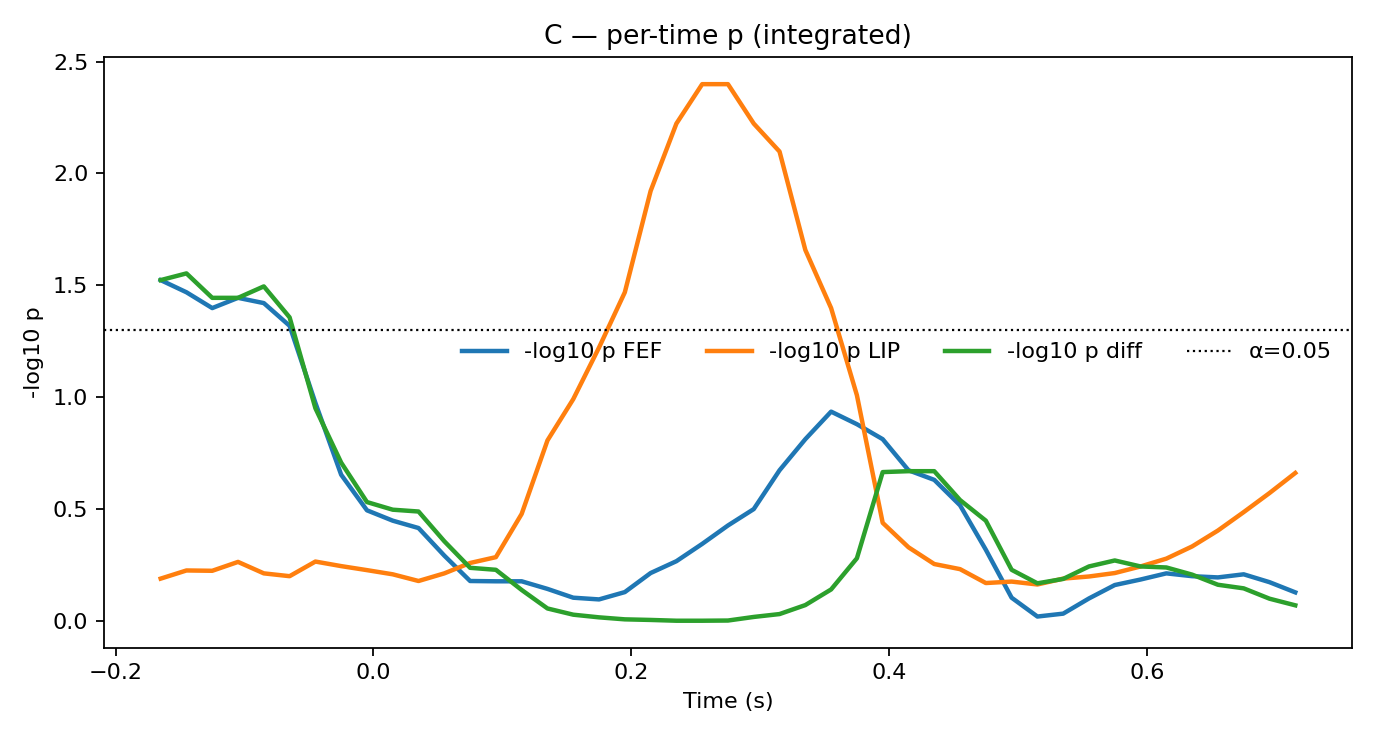 C — per-time p (integrated)
2.5
2.0
1.5
1.0
0.5
0.0
-log10 p
-log10 p FEF -log10 p LIP -log10 p diff α=0.05
−0.2 0.0 0.2 0.4 0.6
Time (s)